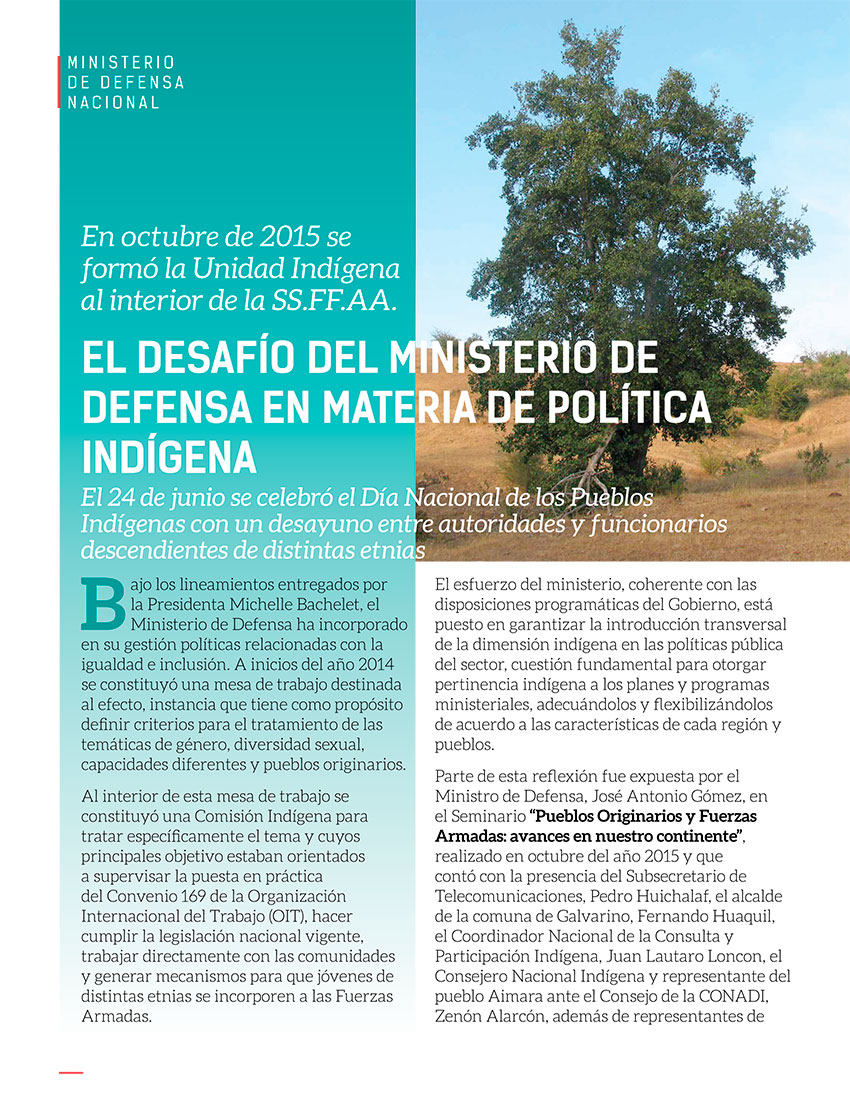 MINISTERIO
DE DEFENSA
NACIONAL
En octubre de 2015 se
formó la Unidad Indígena
al interior de la SS.FF.AA.
EL DESAFÍO DEL MINISTERIO DE
DEFENSA EN MATERIA DE POLÍTICA
INDÍGENA
El 24 de junio se celebró el Día Nacional de los Pueblos
Indígenas con un desayuno entre autoridades y funcionarios
descendientes de distintas etnias
Bajo los lineamientos entregados por
la Presidenta Michelle Bachelet, el
Ministerio de Defensa ha incorporado
en su gestión políticas relacionadas con la
igualdad e inclusión. A inicios del año 2014
se constituyó una mesa de trabajo destinada
al efecto, instancia que tiene como propósito
definir criterios para el tratamiento de las
temáticas de género, diversidad sexual,
capacidades diferentes y pueblos originarios.
Al interior de esta mesa de trabajo se
constituyó una Comisión Indígena para
tratar específicamente el tema y cuyos
principales objetivo estaban orientados
a supervisar la puesta en práctica
del Convenio 169 de la Organización
Internacional del Trabajo (OIT), hacer
cumplir la legislación nacional vigente,
trabajar directamente con las comunidades
y generar mecanismos para que jóvenes de
distintas etnias se incorporen a las Fuerzas
Armadas.
El esfuerzo del ministerio, coherente con las
disposiciones programáticas del Gobierno, está
puesto en garantizar la introducción transversal
de la dimensión indígena en las políticas pública
del sector, cuestión fundamental para otorgar
pertinencia indígena a los planes y programas
ministeriales, adecuándolos y flexibilizándolos
de acuerdo a las características de cada región y
pueblos.
Parte de esta reflexión fue expuesta por el
Ministro de Defensa, José Antonio Gómez, en
el Seminario “Pueblos Originarios y Fuerzas
Armadas: avances en nuestro continente”,
realizado en octubre del año 2015 y que
contó con la presencia del Subsecretario de
Telecomunicaciones, Pedro Huichalaf, el alcalde
de la comuna de Galvarino, Fernando Huaquil,
el Coordinador Nacional de la Consulta y
Participación Indígena, Juan Lautaro Loncon, el
Consejero Nacional Indígena y representante del
pueblo Aimara ante el Consejo de la CONADI,
Zenón Alarcón, además de representantes de